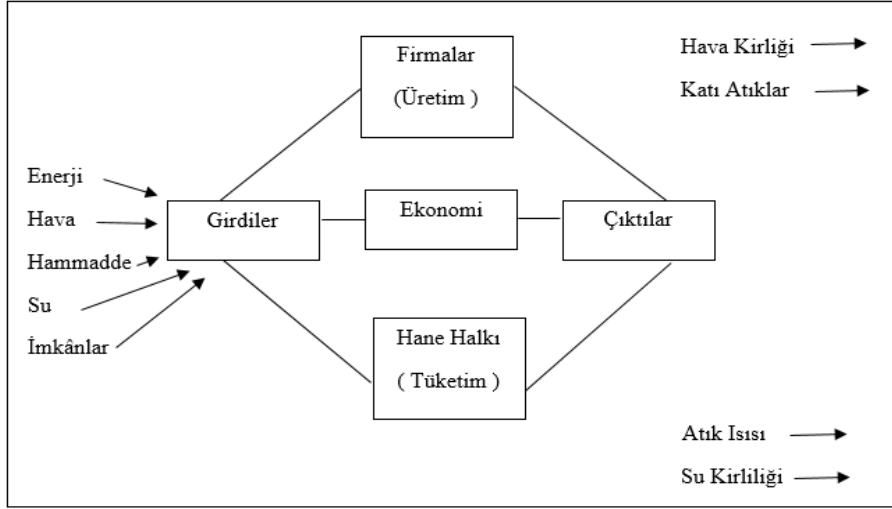 Firmalar
(Üretim )
Hava Kirliği
Katı Atıklar
Enerji
Hava
Hammadde
Su
İmkânlar
Girdiler
Ekonomi
Çıktılar
Hane Halkı
( Tüketim )
Atık Isısı
Su Kirliliği